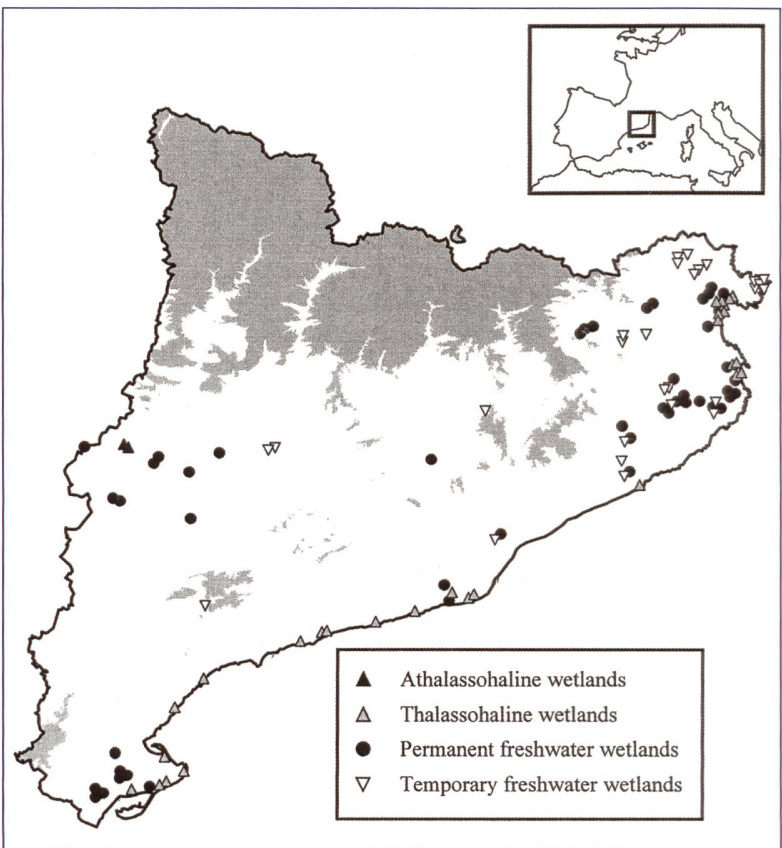 Athalassohaline wetlands
Thalassohaline wetlands
Permanent freshwater wetlands
Temporary freshwater wetlands